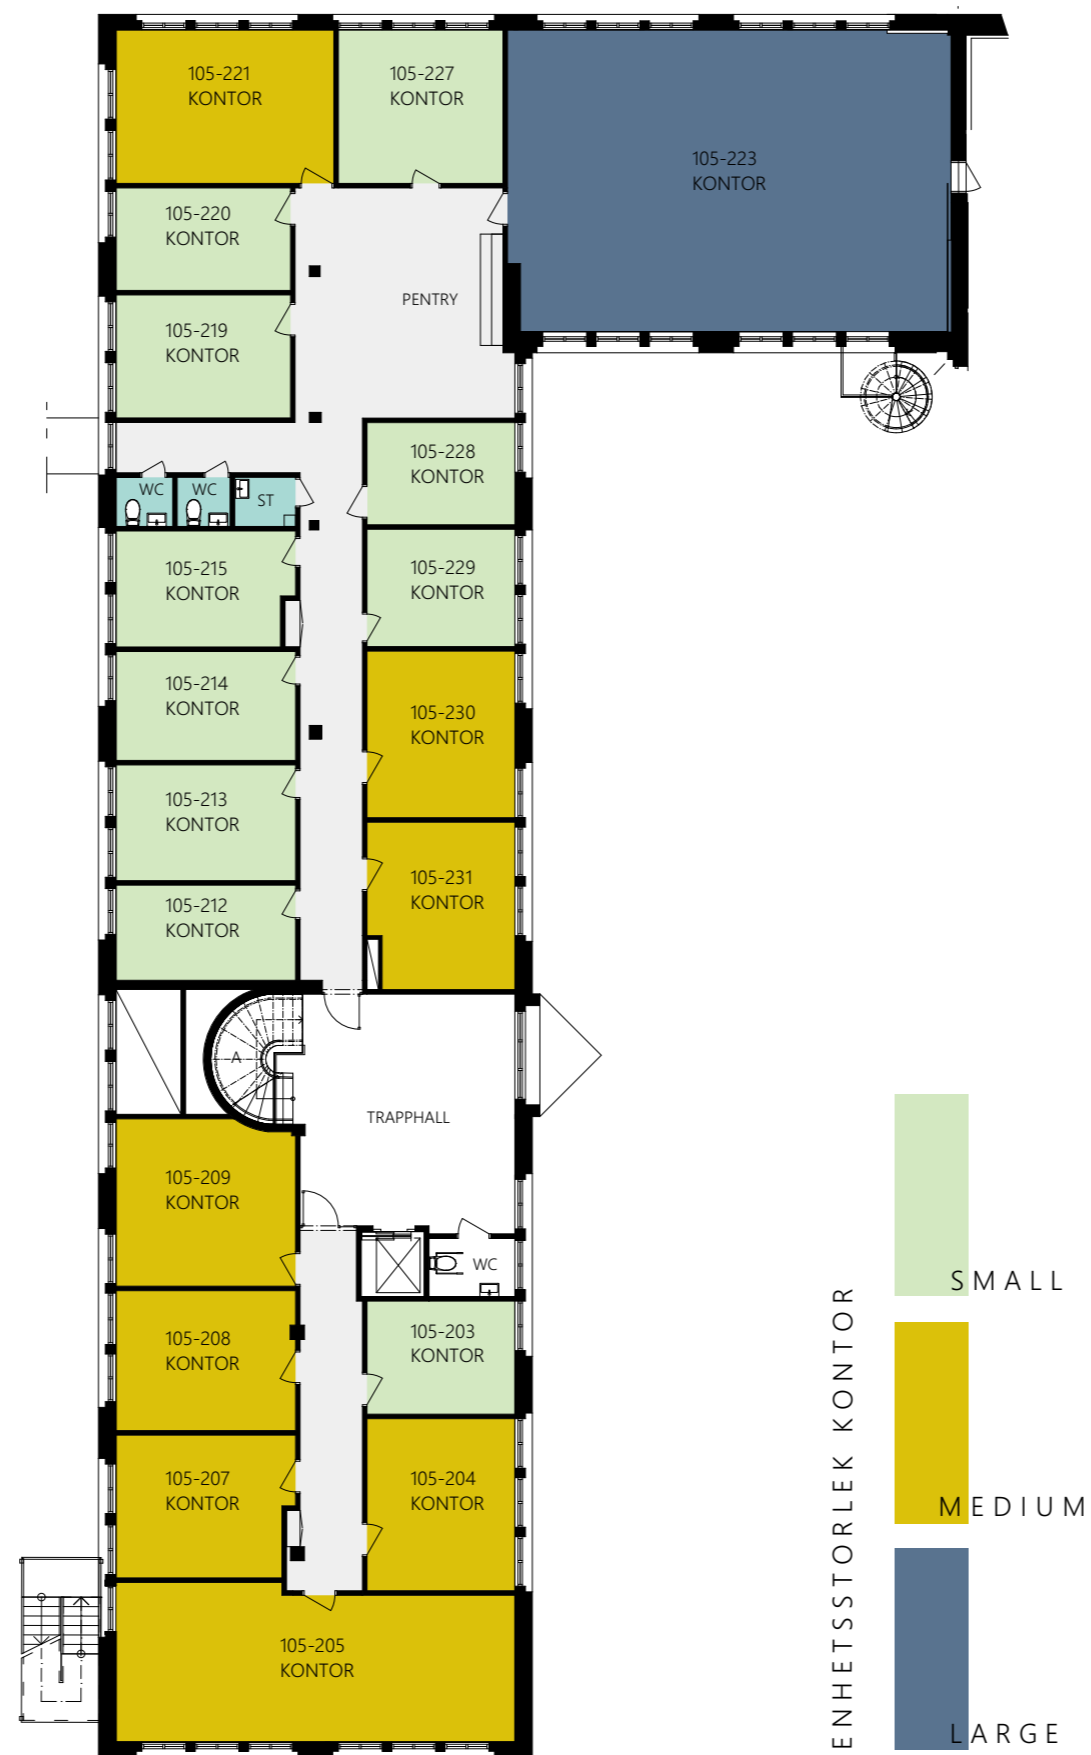 105-221
KONTOR
105-227
KONTOR
105-223
KONTOR
105-220
KONTOR
PENTRY
105-219
KONTOR
105-228
KONTOR
WC
WC
ST
105-215
KONTOR
105-229
KONTOR
105-214
KONTOR
105-230
KONTOR
105-213
KONTOR
105-231
KONTOR
105-212
KONTOR
A
TRAPPHALL
105-209
KONTOR
WC
105-208
KONTOR
105-203
KONTOR
105-207
KONTOR
105-204
KONTOR
105-205
KONTOR
ENHETSSTORLEK KONTOR
SMALL
MEDIUM
LARGE